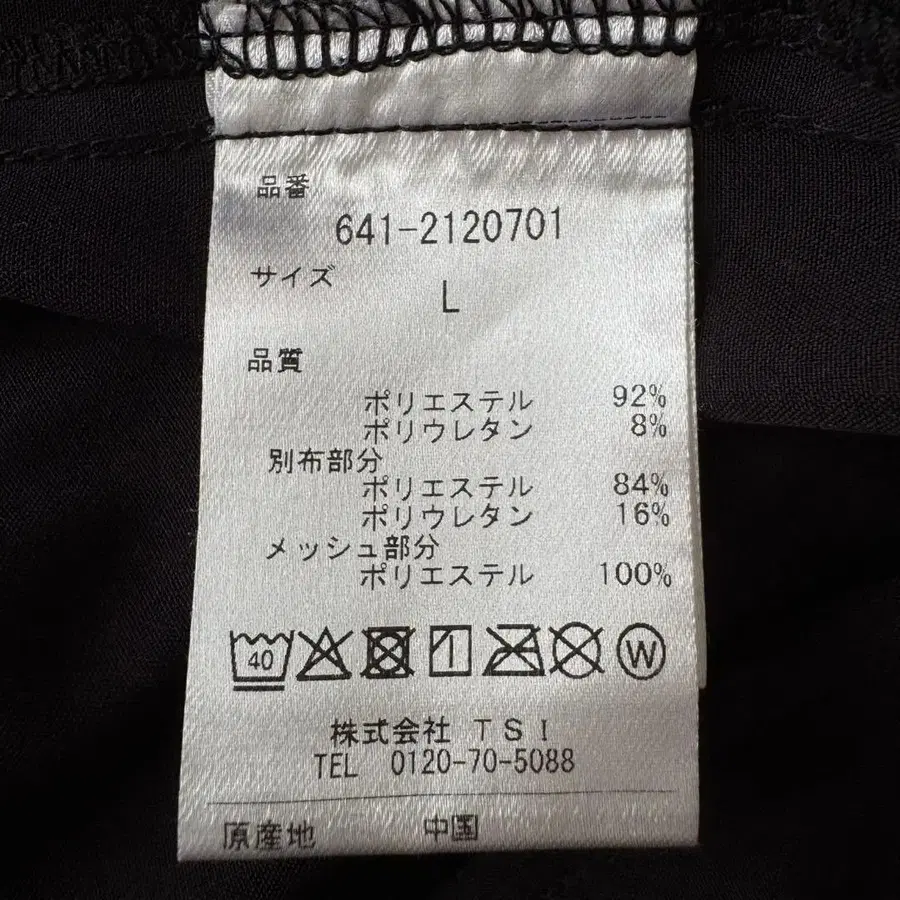 品番
641-2120701
サイズ
L
品質
ポリエステル 92%
ポリウレタン 8%
別布部分
ポリエステル 84%
ポリウレタン 16%
メッシュ部分
ポリエステル 100%
40 W
株式会社 TSI
TEL 0120-70-5088
原産地 中国